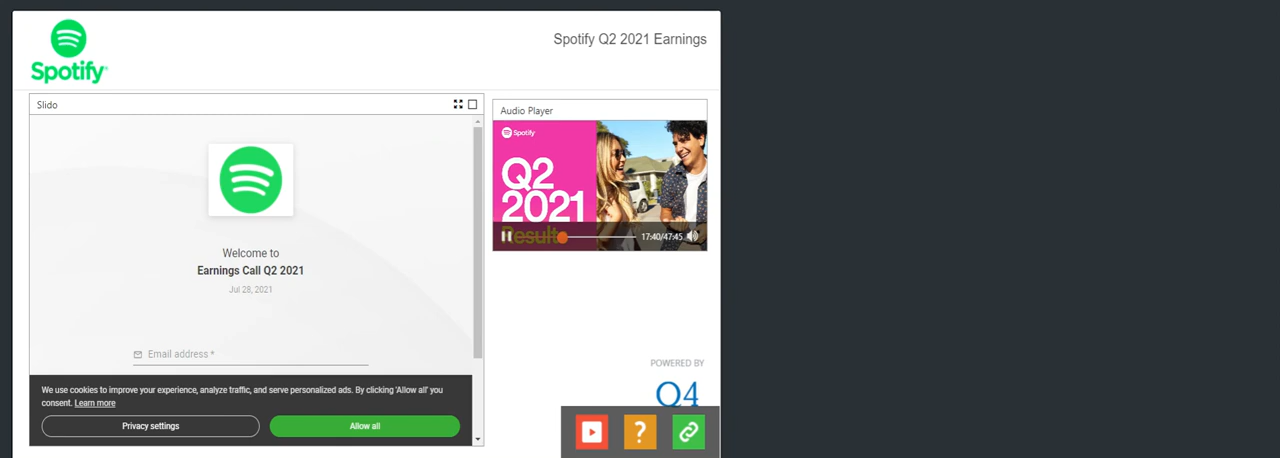 Spotify
Spotify Q2 2021 Earnings
Slido
Welcome to
Earnings Call Q2 2021
Jul 28, 2021
Email address *
We use cookies to improve your experience, analyze traffic, and serve personalized ads. By clicking 'Allow all' you
consent. Learn more
Privacy settings
Allow all
Audio Player
Spotify
Q2
2021
Results
17:40/47:45
POWERED BY
Q4
?